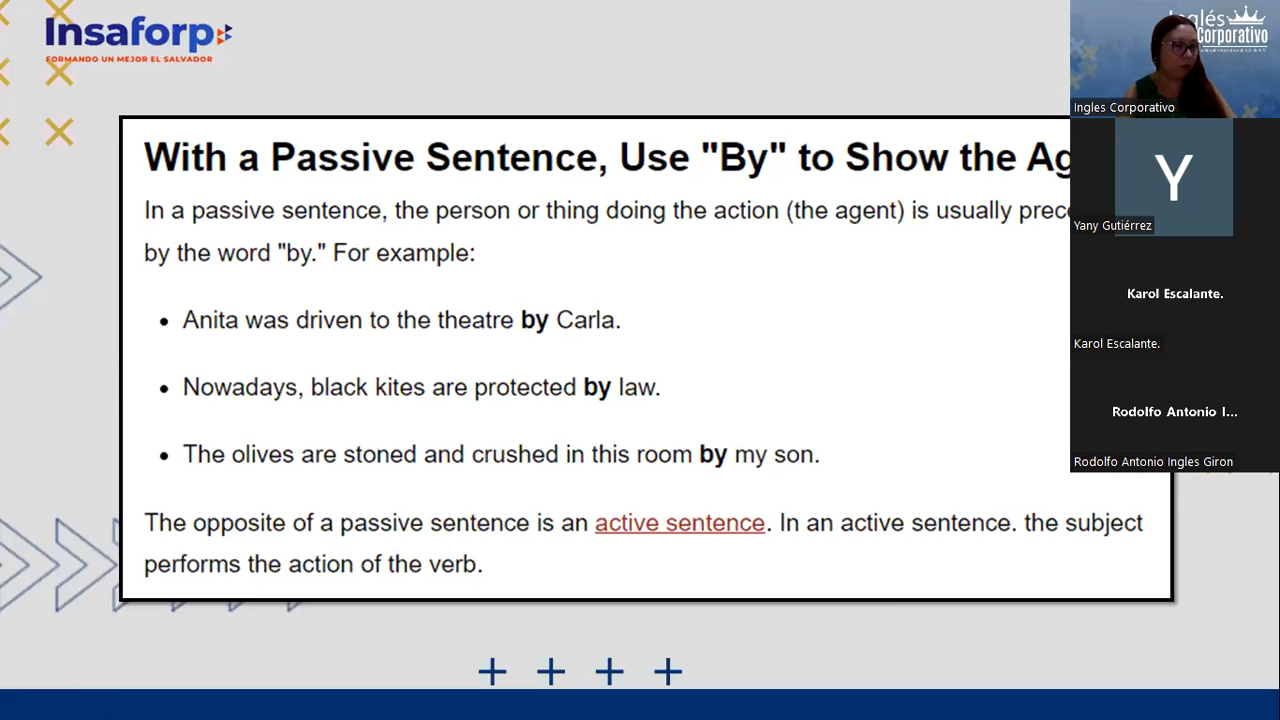 Insaforp
FORMANDO UN MEJOR EL SALVADOR
With a Passive Sentence, Use "By" to Show the Ag
In a passive sentence, the person or thing doing the action (the agent) is usually prece
by the word "by." For example:
• Anita was driven to the theatre by Carla.
• Nowadays, black kites are protected by law.
• The olives are stoned and crushed in this room by my son.
The opposite of a passive sentence is an active sentence. In an active sentence. the subject
performs the action of the verb.
Inglés
Corporativo
Ingles Corporativo
Y
Yany Gutiérrez
Karol Escalante.
Karol Escalante.
Rodolfo Antonio I...
Rodolfo Antonio Ingles Giron